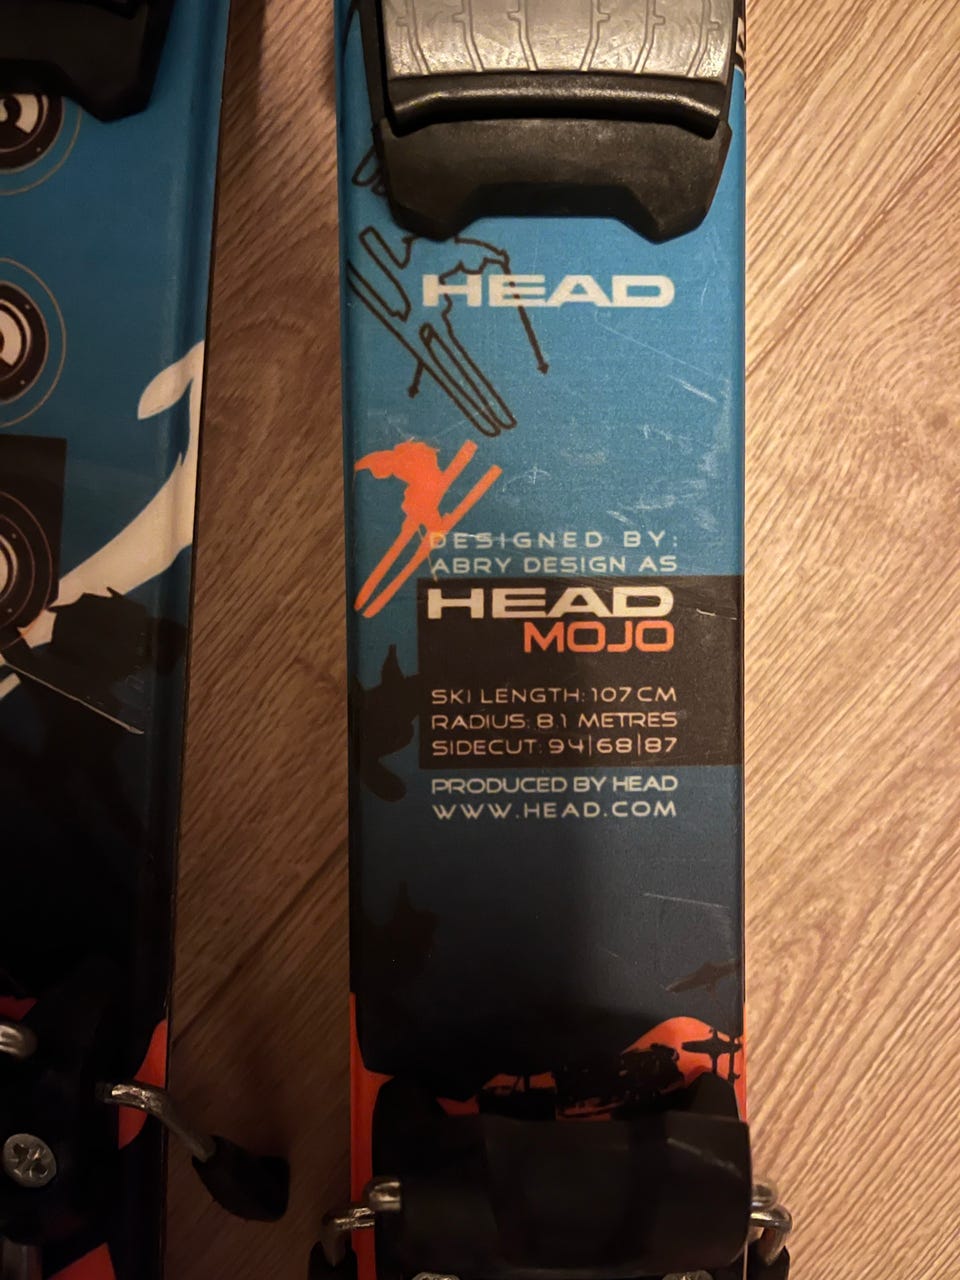 HEAD
DESIGNED BY:
ABRY DESIGN AS
HEAD
MOJO
SKI LENGTH: 107 CM
RADIUS: 8.1 METRES
SIDECUT: 94|68|87
PRODUCED BY HEAD
WWW.HEAD.COM